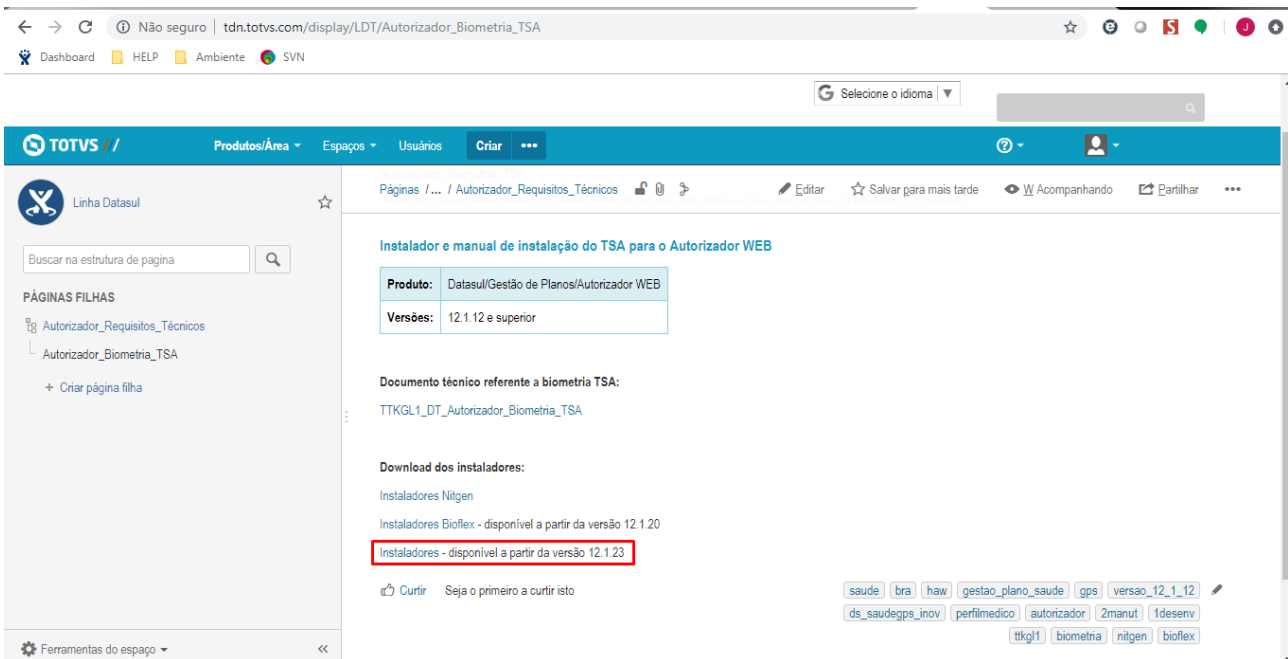 Não seguro | tdn.totvs.com/display/LDT/Autorizador_Biometria_TSA
Dashboard HELP Ambiente SVN
Selecione o idioma
TOTVS // Produtos/Área Espaços Usuários Criar
Linha Datasul
Páginas /... / Autorizador_Requisitos_Técnicos Editar Salvar para mais tarde W Acompanhando Partilhar
Buscar na estrutura de pagina
PÁGINAS FILHAS
Autorizador_Requisitos_Técnicos
Autorizador_Biometria_TSA
+ Criar página filha
Instalador e manual de instalação do TSA para o Autorizador WEB
Produto: Datasul/Gestão de Planos/Autorizador WEB
Versões: 12.1.12 e superior
Documento técnico referente a biometria TSA:
TTKGL1_DT_Autorizador_Biometria_TSA
Download dos instaladores:
Instaladores Nitgen
Instaladores Bioflex - disponível a partir da versão 12.1.20
Instaladores - disponível a partir da versão 12.1.23
Curtir Seja o primeiro a curtir isto
saude bra haw gestao_plano_saude gps versao_12_1_12
ds_saudegps_inov perfilmedico autorizador 2manut 1desenv
ttkgl1 biometria nitgen bioflex
Ferramentas do espaço